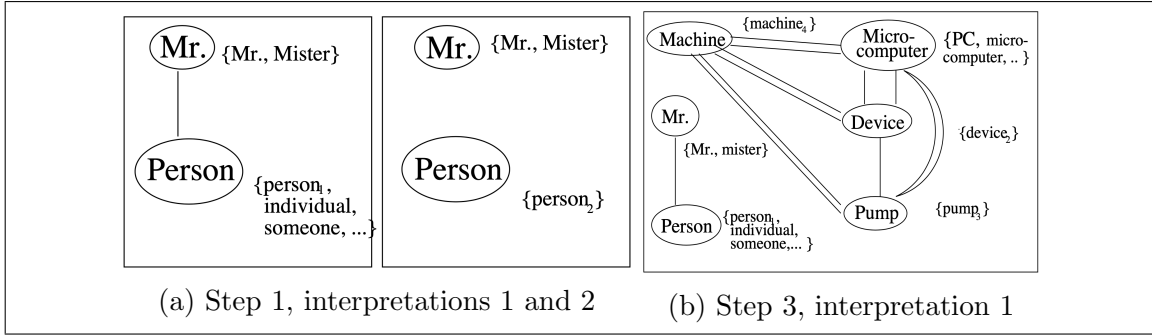 Mr.
{Mr., Mister}
Person
{person₁,
individual,
someone, ...}
Mr.
{Mr., Mister}
Person
{person₂}
{machine₄}
Machine
Micro-
computer
{PC, micro-
computer, .. }
Mr.
{Mr., mister}
Device
{device₂}
Person
{person₁,
individual,
someone,... }
Pump
{pump₃}
(a) Step 1, interpretations 1 and 2
(b) Step 3, interpretation 1